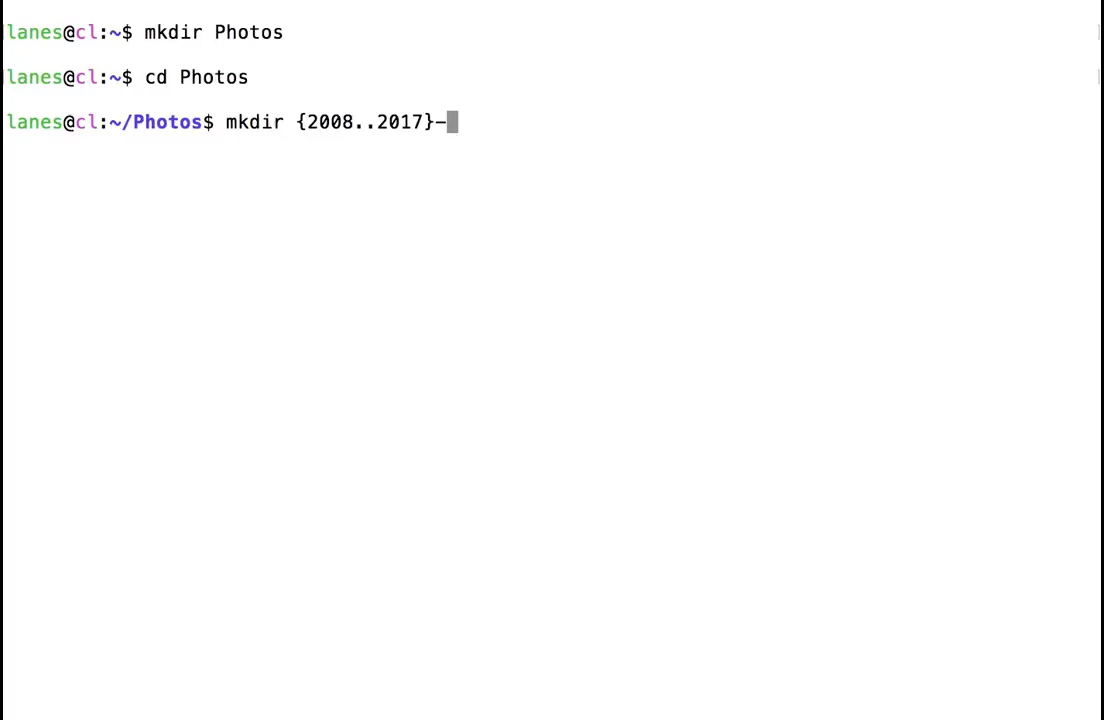 lanes@cl:~$ mkdir Photos
lanes@cl:~$ cd Photos
lanes@cl:~/Photos$ mkdir {2008..2017}-